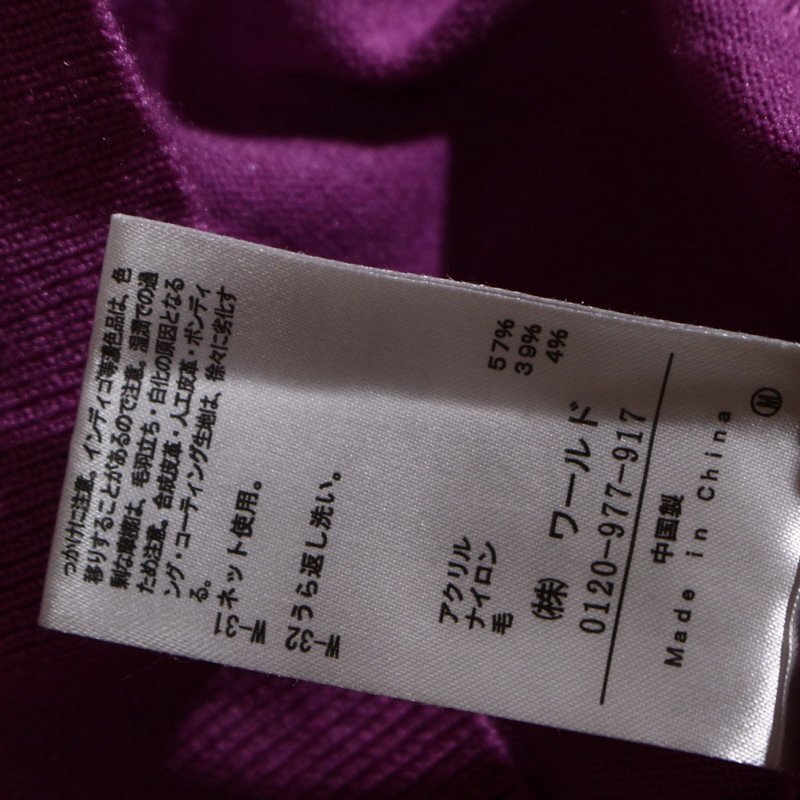 っかけに注意。インディゴ等濃色品は、色
移りすることがあるので注意。湿潤での過
剰な摩擦は、毛羽立ち・白化の原因となる
ため注意。合成皮革・人工皮革・ボンディ
ング・コーティング生地は、徐々に劣化す
る。
ネット使用。
うら返し洗い。
アクリル 57%
ナイロン 39%
毛 4%
㈱ ワールド
0120-977-917
中国製
Made in China
Ⓜ